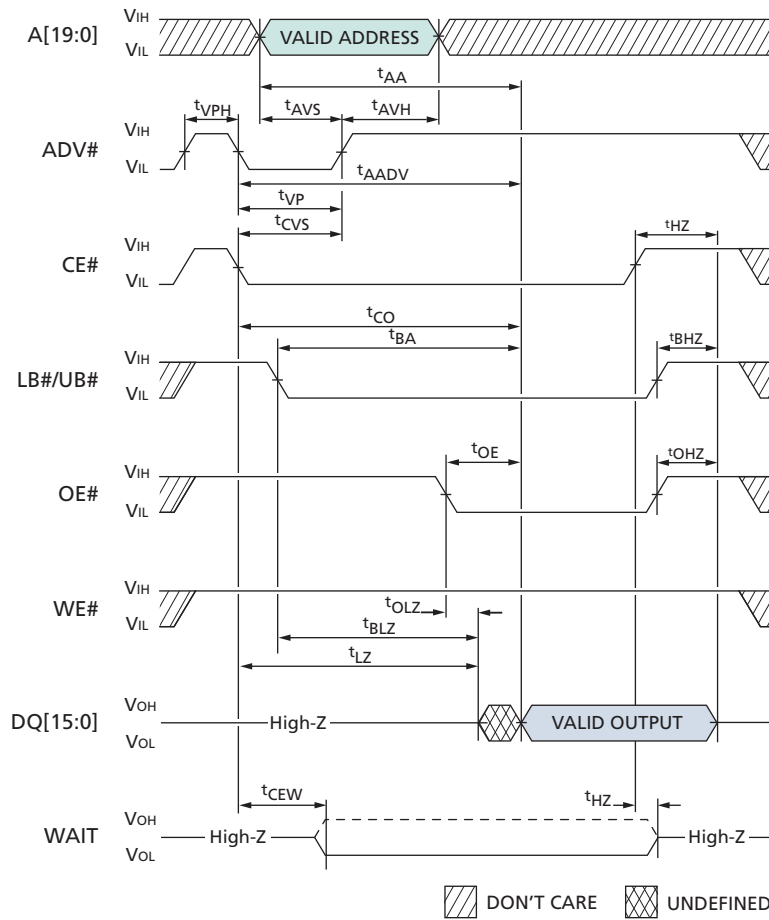 A[19:0]
VIH
VIL
VALID ADDRESS
tAA
tVPH
tAVS
tAVH
ADV#
VIH
VIL
tAADV
tVP
tCVS
CE#
VIH
VIL
tHZ
tCO
tBA
LB#/UB#
VIH
VIL
tBHZ
tOE
OE#
VIH
VIL
tOHZ
WE#
VIH
VIL
tOLZ
tBLZ
tLZ
DQ[15:0]
VOH
VOL
High-Z
VALID OUTPUT
tCEW
tHZ
WAIT
VOH
VOL
High-Z
High-Z
DON'T CARE
UNDEFINED